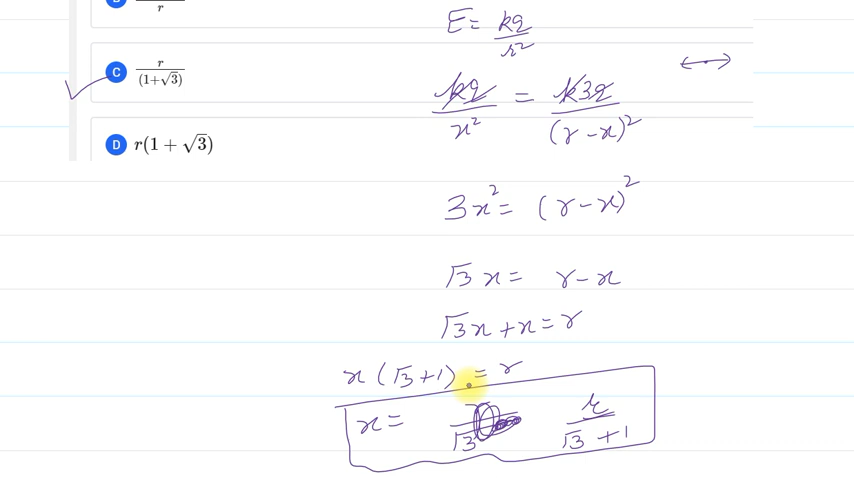 r
C r/(1+√3)
D r(1 + √3)
E = kq/r²
kq/x² = k3q/(r-x)²
3x² = (r-x)²
√3 x = r-x
√3x + x = r
x(√3+1) = r
x = r/(√3+1)